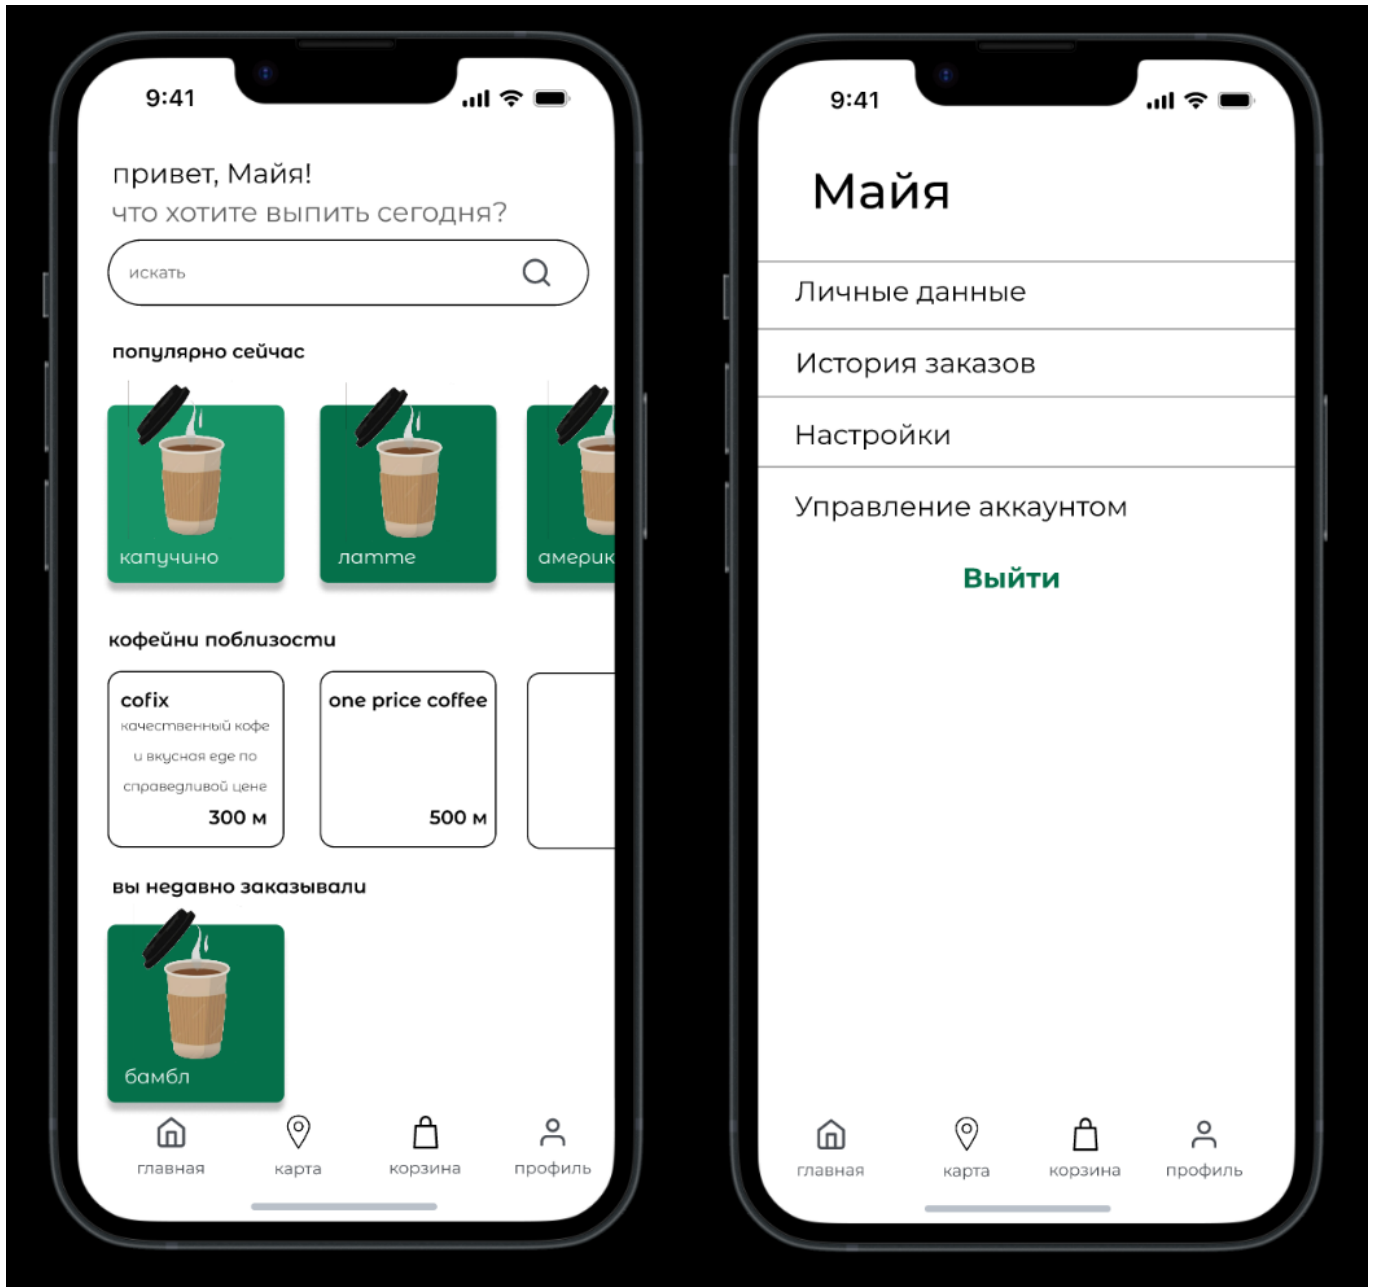 9:41
привет, Майя!
что хотите выпить сегодня?
искать
популярно сейчас
капучино
латте
америк
кофейни поблизости
cofix
качественный кофе
и вкусная еде по
справедливой цене
300 м
one price coffee
500 м
вы недавно заказывали
бамбл
главная
карта
корзина
профиль
9:41
Майя
Личные данные
История заказов
Настройки
Управление аккаунтом
Выйти
главная
карта
корзина
профиль